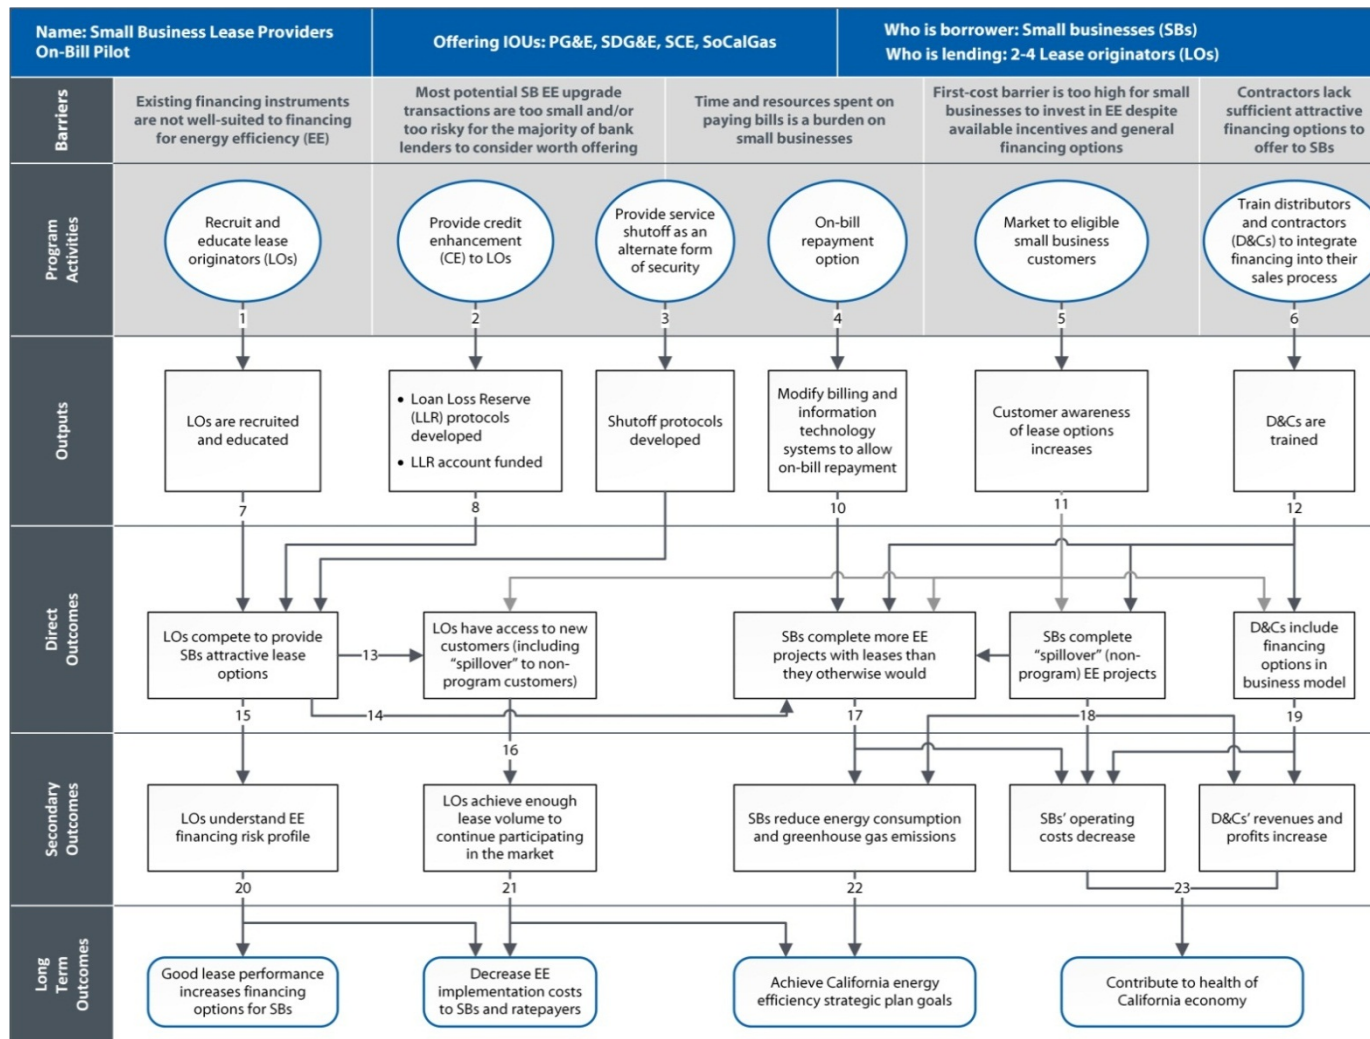 Name: Small Business Lease Providers
On-Bill Pilot
Offering IOUs: PG&E, SDG&E, SCE, SoCalGas
Who is borrower: Small businesses (SBs)
Who is lending: 2-4 Lease originators (LOs)
Barriers
Existing financing instruments
are not well-suited to financing
for energy efficiency (EE)
Most potential SB EE upgrade
transactions are too small and/or
too risky for the majority of bank
lenders to consider worth offering
Time and resources spent on
paying bills is a burden on
small businesses
First-cost barrier is too high for small
businesses to invest in EE despite
available incentives and general
financing options
Contractors lack
sufficient attractive
financing options to
offer to SBs
Program
Activities
Recruit and
educate lease
originators (LOs)
Provide credit
enhancement
(CE) to LOs
Provide service
shutoff as an
alternate form
of security
On-bill
repayment
option
Market to eligible
small business
customers
Train distributors
and contractors
(D&Cs) to integrate
financing into their
sales process
1
2
3
4
5
6
Outputs
LOs are recruited
and educated
• Loan Loss Reserve
(LLR) protocols
developed
• LLR account funded
Shutoff protocols
developed
Modify billing and
information
technology
systems to allow
on-bill repayment
Customer awareness
of lease options
increases
D&Cs are
trained
7
8
10
11
12
Direct
Outcomes
LOs compete to provide
SBs attractive lease
options
13
LOs have access to new
customers (including
"spillover" to non-
program customers)
SBs complete more EE
projects with leases than
they otherwise would
SBs complete
"spillover" (non-
program) EE projects
D&Cs include
financing
options in
business model
15
14
16
17
18
19
Secondary
Outcomes
LOs understand EE
financing risk profile
LOs achieve enough
lease volume to
continue participating
in the market
SBs reduce energy consumption
and greenhouse gas emissions
SBs' operating
costs decrease
D&Cs' revenues and
profits increase
20
21
22
23
Long
Term
Outcomes
Good lease performance
increases financing
options for SBs
Decrease EE
implementation costs
to SBs and ratepayers
Achieve California energy
efficiency strategic plan goals
Contribute to health of
California economy